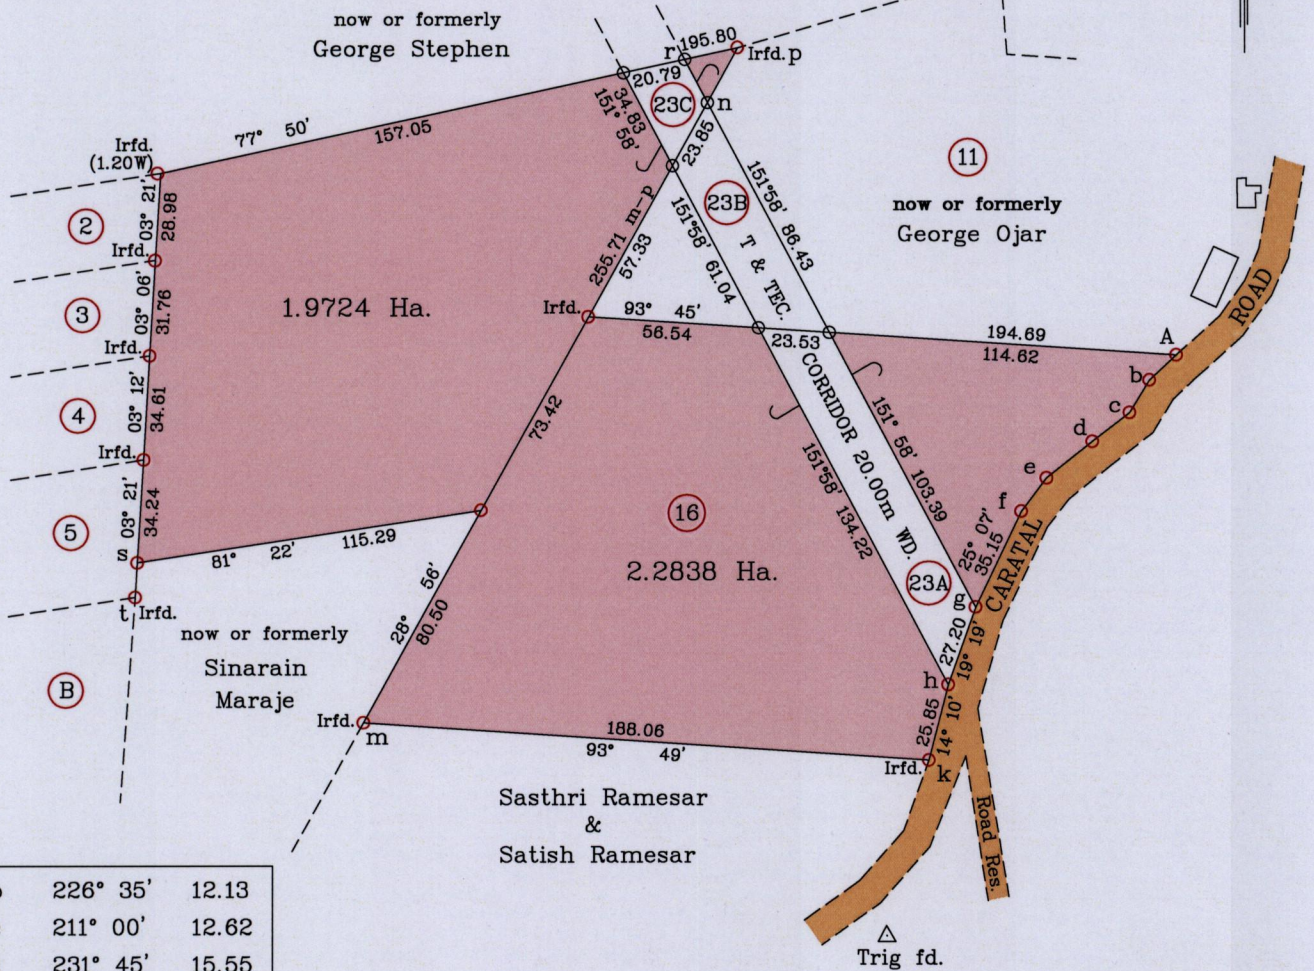 now or formerly
George Stephen
195.80
r
Irfd.
p
20.79
34.83
151° 58'
23C
n
23.85
77° 50'
157.05
Irfd.
(1.20W)
03° 21'
28.98
2
Irfd.
03° 06'
31.76
3
Irfd.
03° 12'
34.61
4
Irfd.
03° 21'
34.24
5
s
t
Irfd.
B
1.9724 Ha.
81° 22' 115.29
255.71 m-p
57.33
151°58' 61.04
23B
151°58' 86.43
T & TEC. CORRIDOR 20.00m WD.
11
now or formerly
George Ojar
Irfd.
93° 45'
56.54
23.53
194.69
114.62
A
b
c
d
e
f
g
h
k
ROAD
CARATAL
73.42
16
2.2838 Ha.
151° 58' 103.39
151°58' 134.22
23A
25° 07'
35.15
27.20
19° 19'
25.85
14° 10'
Irfd.
28° 56'
80.50
now or formerly
Sinarain
Maraje
Irfd.
m
188.06
93° 49'
Sasthri Ramesar
&
Satish Ramesar
Road Res.
Trig fd.
226° 35' 12.13
211° 00' 12.62
231° 45' 15.55